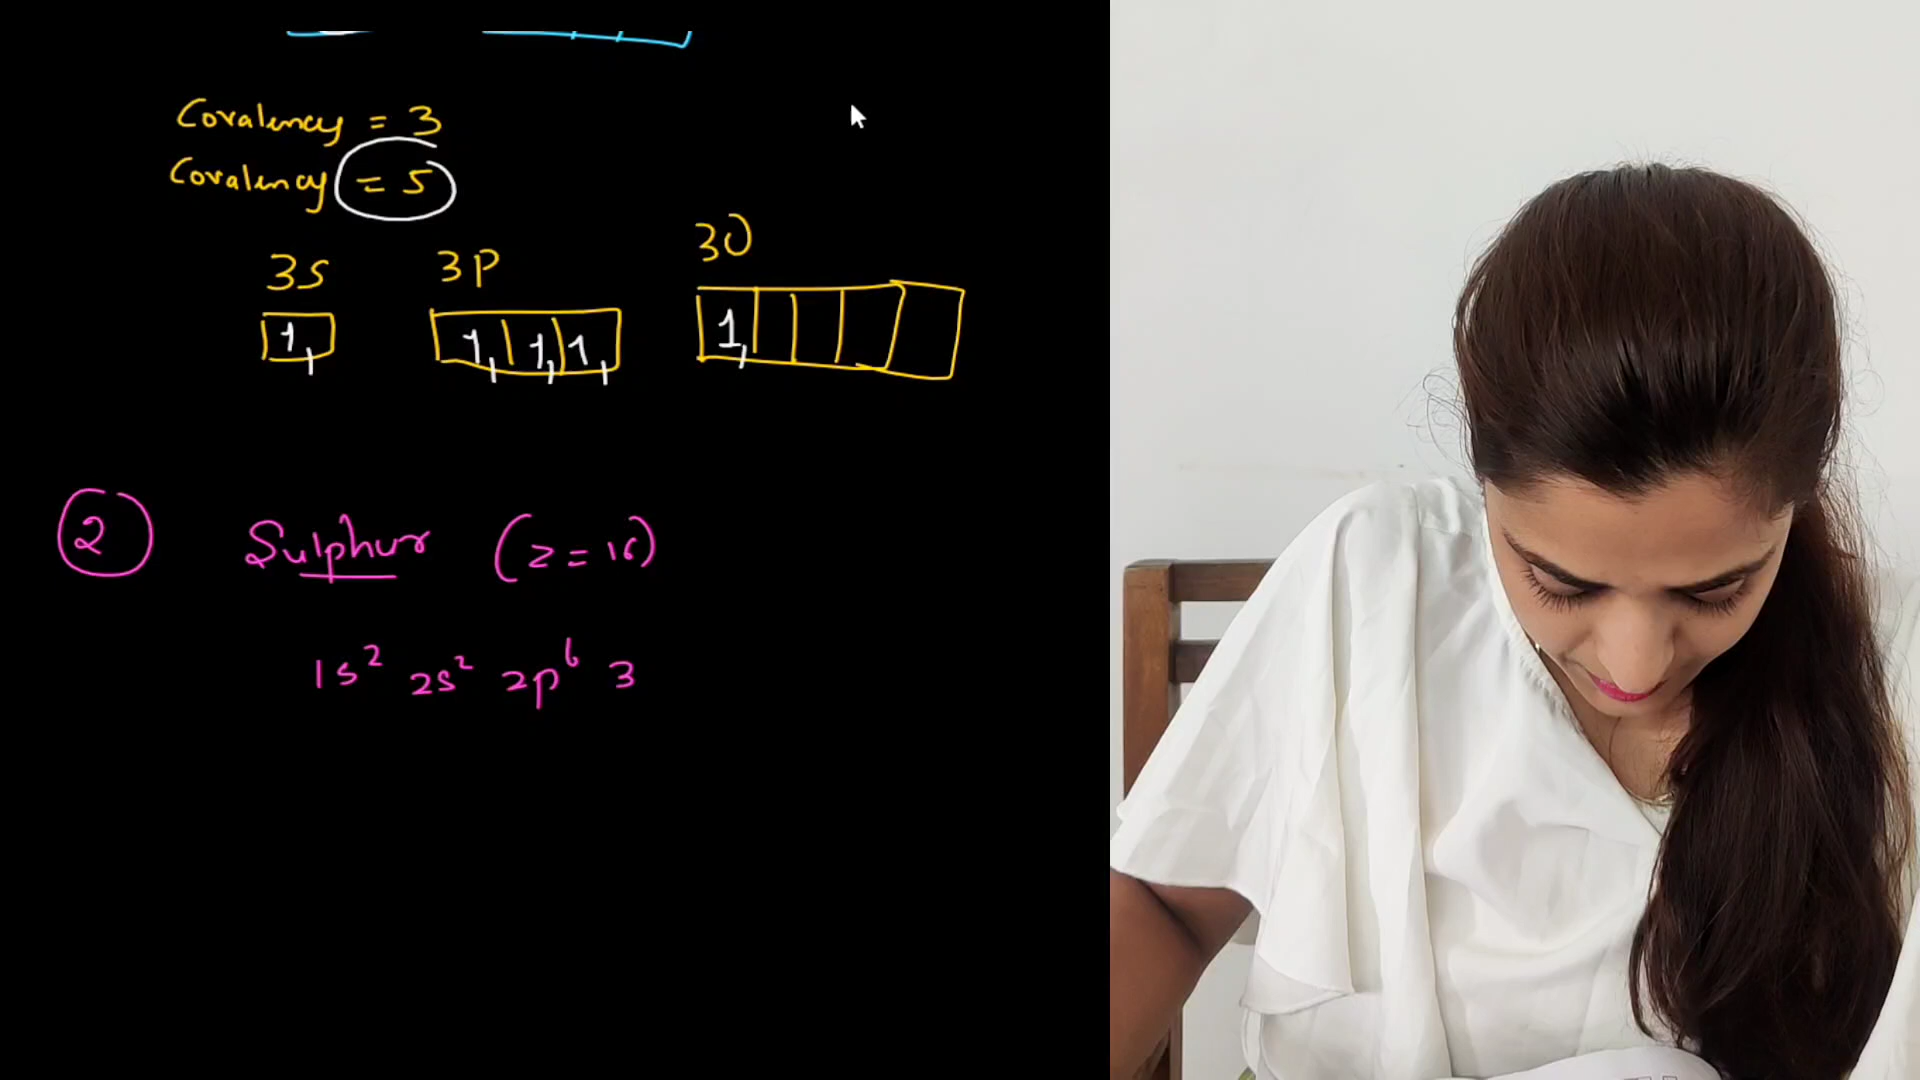 Covalency = 3
Covalency = 5
3s 3p 3D
1, 1, 1, 1, 1,
2 Sulphur (z = 16)
1s² 2s² 2p⁶ 3